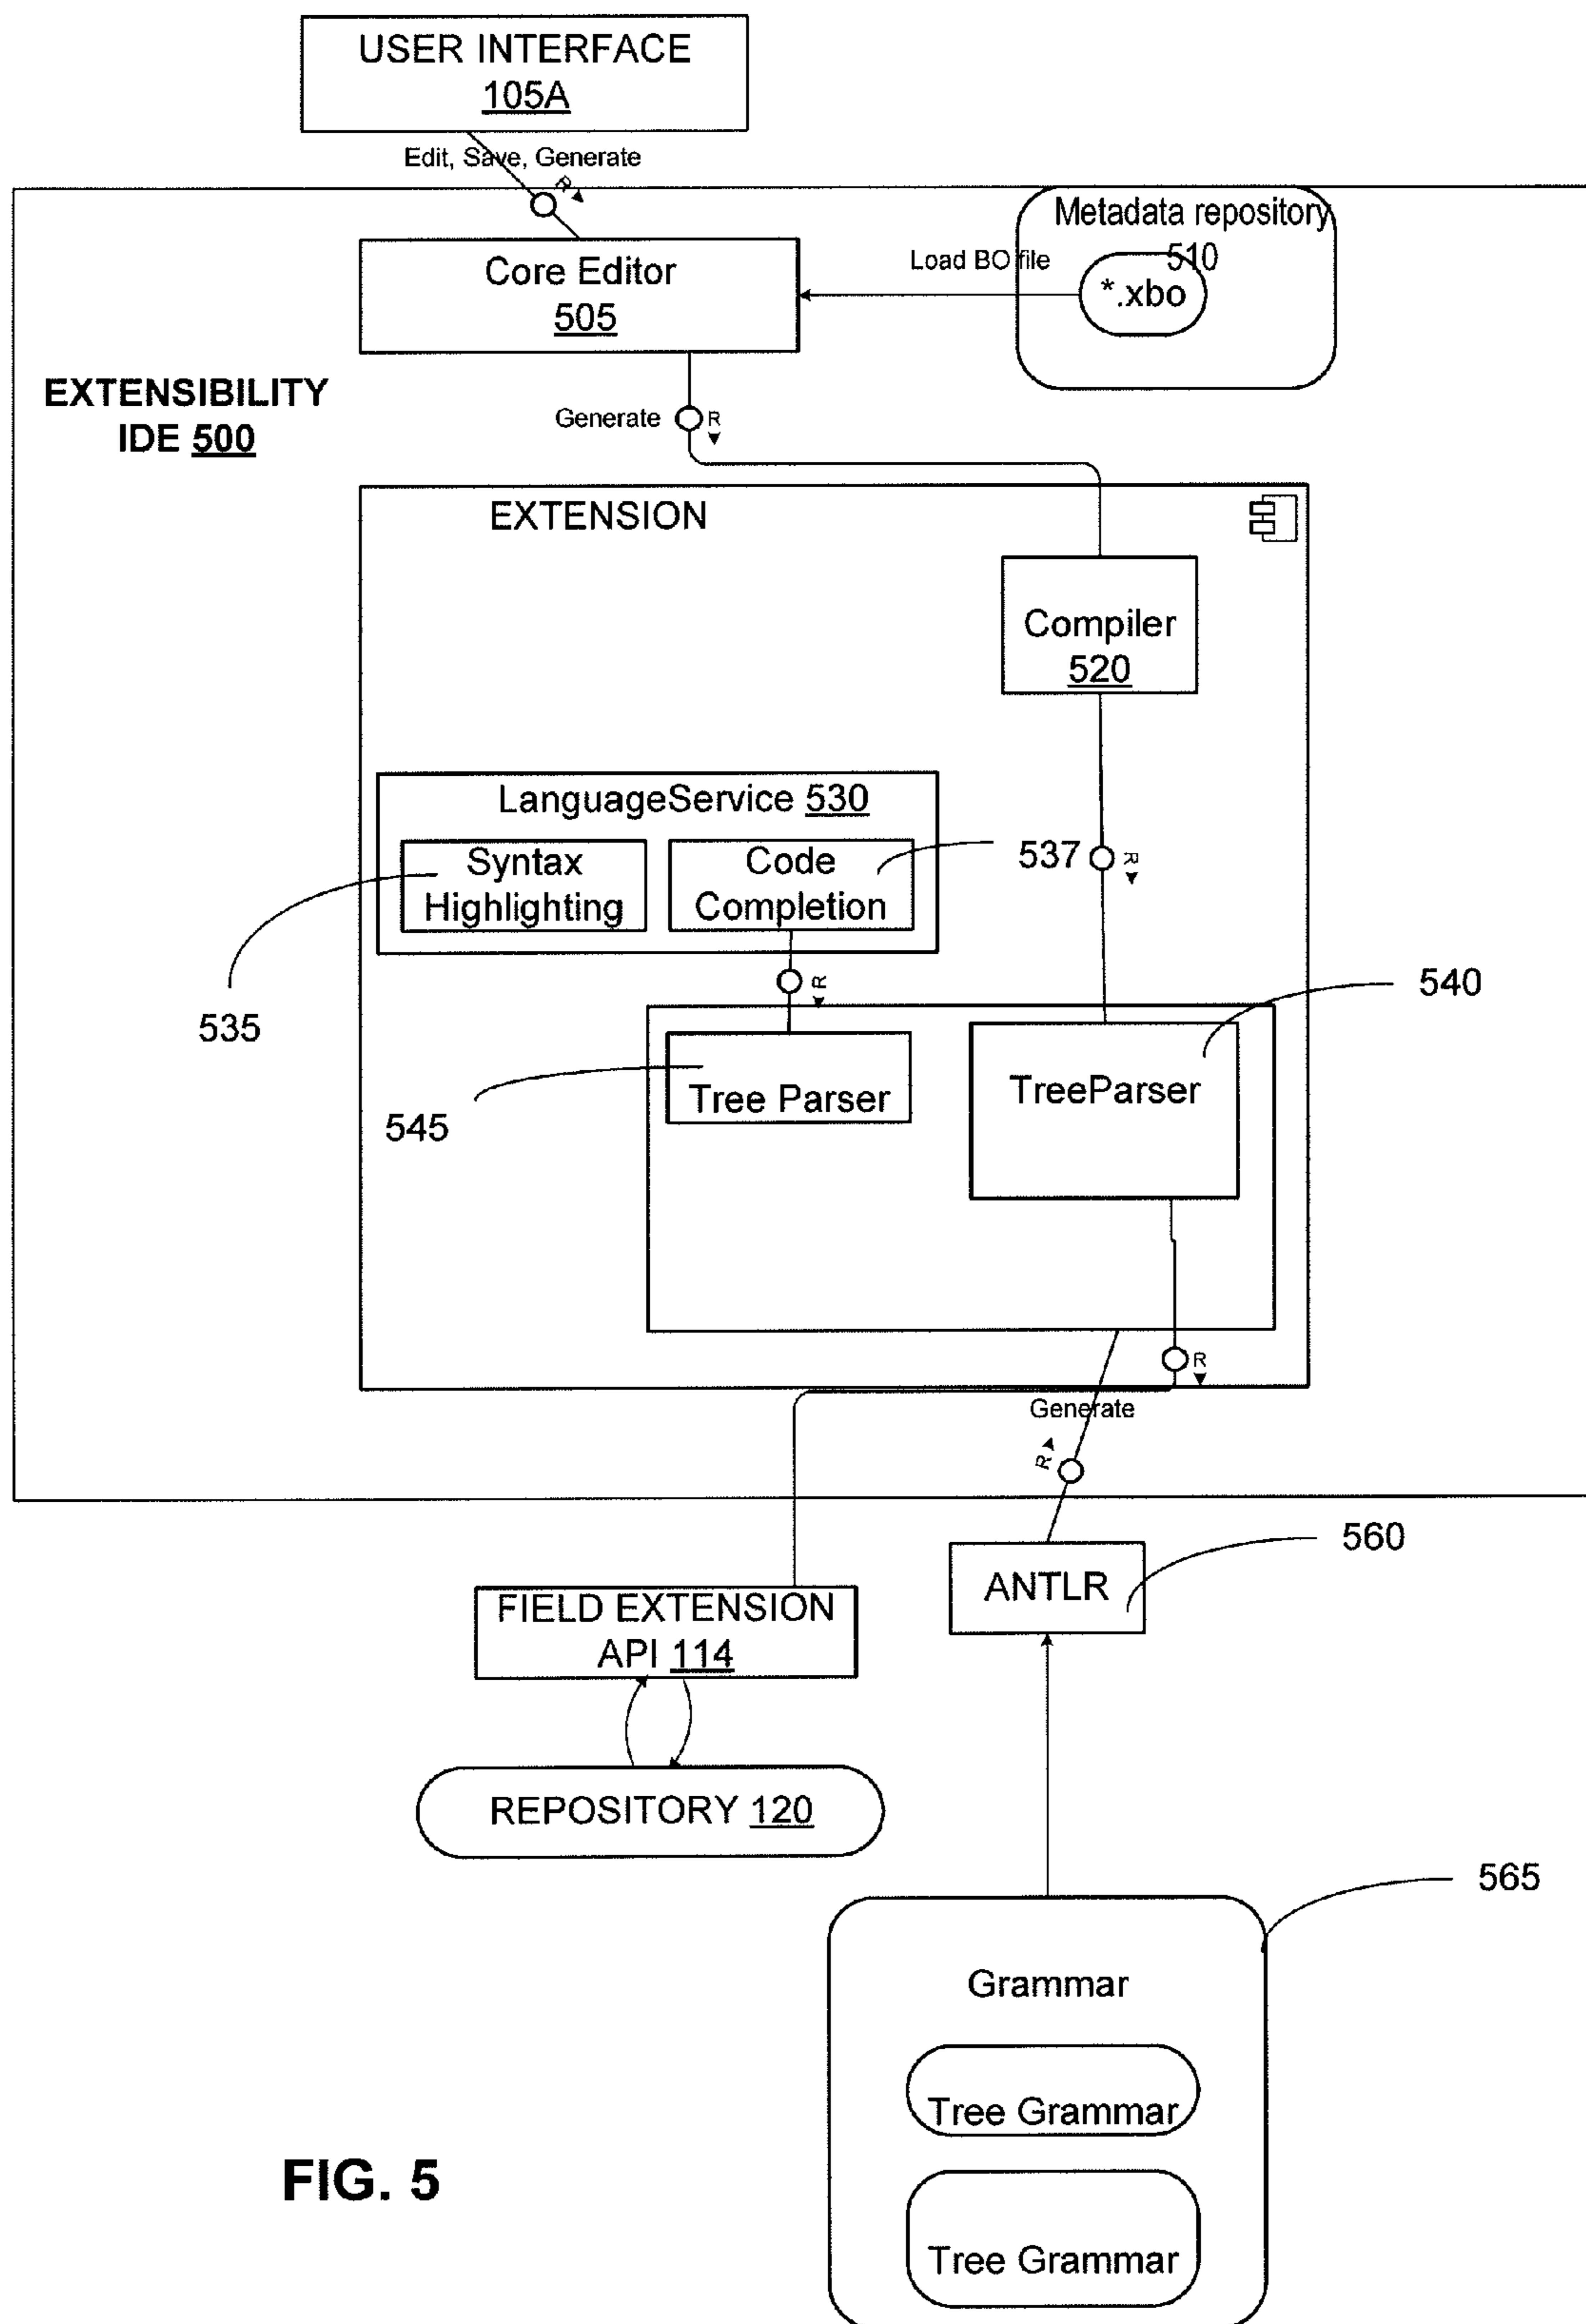 USER INTERFACE
105A
Edit, Save, Generate
R
Metadata repository
510
*.xbo
Load BO file
Core Editor
505
EXTENSIBILITY
IDE 500
Generate
R
EXTENSION
Compiler
520
LanguageService 530
Syntax
Highlighting
Code
Completion
537
R
R
535
540
545
Tree Parser
TreeParser
R
Generate
R
560
ANTLR
FIELD EXTENSION
API 114
REPOSITORY 120
565
Grammar
Tree Grammar
Tree Grammar
FIG. 5